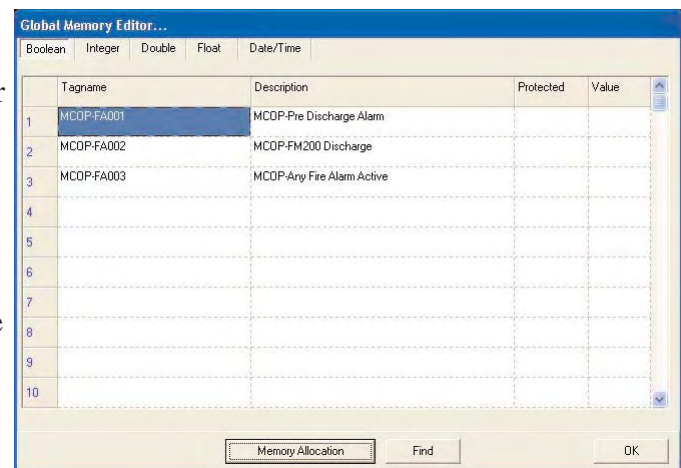 Global Memory Editor...
Boolean Integer Double Float Date/Time
Tagname Description Protected Value
1 MCOP-FA001 MCOP-Pre Discharge Alarm
2 MCOP-FA002 MCOP-FM200 Discharge
3 MCOP-FA003 MCOP-Any Fire Alarm Active
4
5
6
7
8
9
10
Memory Allocation Find OK